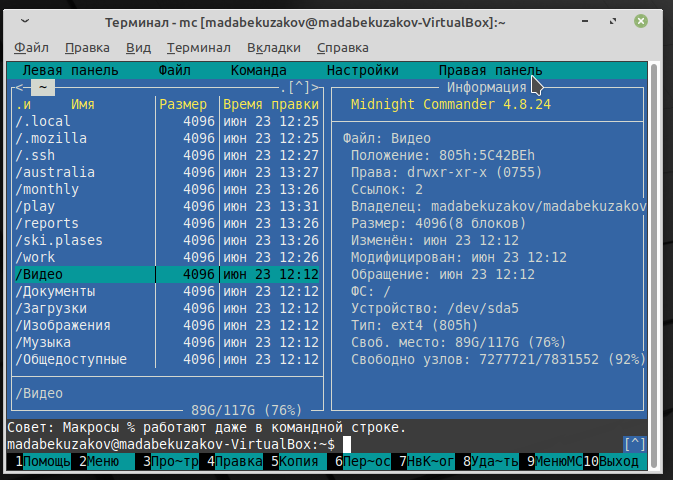 Терминал - mc [madabekuzakov@madabekuzakov-VirtualBox]:~
Файл Правка Вид Терминал Вкладки Справка
Левая панель Файл Команда Настройки Правая панель
<─ ~ ─.[^]> Информация
.и Имя Размер Время правки
Midnight Commander 4.8.24
/.local 4096 июн 23 12:25
/.mozilla 4096 июн 23 12:25
Файл: Видео
/.ssh 4096 июн 23 12:27
Положение: 805h:5C42BEh
/australia 4096 июн 23 13:27
Права: drwxr-xr-x (0755)
/monthly 4096 июн 23 13:26
Ссылок: 2
/play 4096 июн 23 13:31
Владелец: madabekuzakov/madabekuzakov
/reports 4096 июн 23 13:26
Размер: 4096(8 блоков)
/ski.plases 4096 июн 23 13:26
Изменён: июн 23 12:12
/work 4096 июн 23 12:26
Модифицирован: июн 23 12:12
/Видео 4096 июн 23 12:12
Обращение: июн 23 12:12
/Документы 4096 июн 23 12:12
ФС: /
/Загрузки 4096 июн 23 12:12
Устройство: /dev/sda5
/Изображения 4096 июн 23 12:12
Тип: ext4 (805h)
/Музыка 4096 июн 23 12:12
Своб. место: 89G/117G (76%)
/Общедоступные 4096 июн 23 12:12
Свободно узлов: 7277721/7831552 (92%)
/Видео
89G/117G (76%)
Совет: Макросы % работают даже в командной строке.
madabekuzakov@madabekuzakov-VirtualBox:~$ [^]
1Помощь 2Меню 3Про~тр 4Правка 5Копия 6Пер~ос 7НвК~ог 8Уда~ть 9МенюMC 10Выход